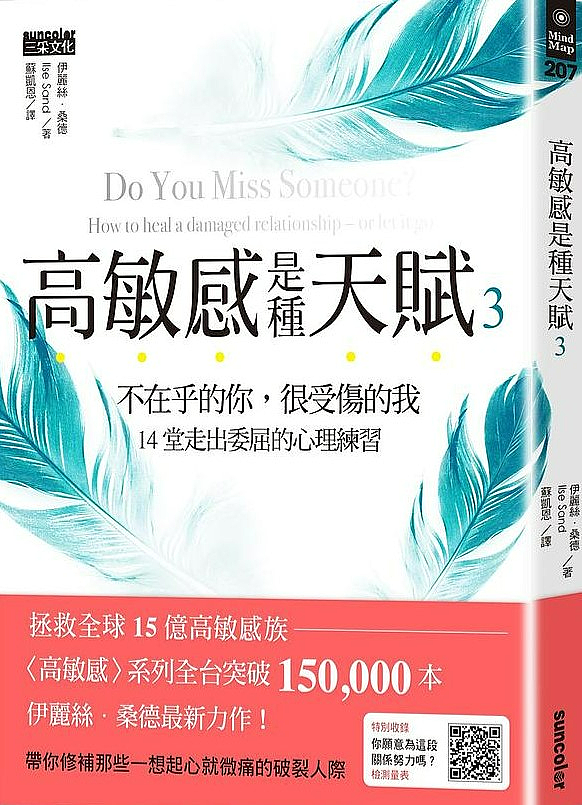 suncolor
三采文化
伊麗絲·桑德
Ilse Sand /著
蘇凱恩/譯
Do You Miss Someone?
How to heal a damaged relationship – or let it go
高敏感是種天賦3
不在乎的你，很受傷的我
14 堂走出委屈的心理練習
拯救全球 15 億高敏感族
〈高敏感〉系列全台突破 150,000 本
伊麗絲·桑德最新力作！
帶你修補那些一想起心就微痛的破裂人際
特別收錄
你願意為這段
關係努力嗎？
檢測量表
Mind
Map
207
高敏感是種天賦3
伊麗絲·桑德
Ilse Sand /著
蘇凱恩/譯
suncolor